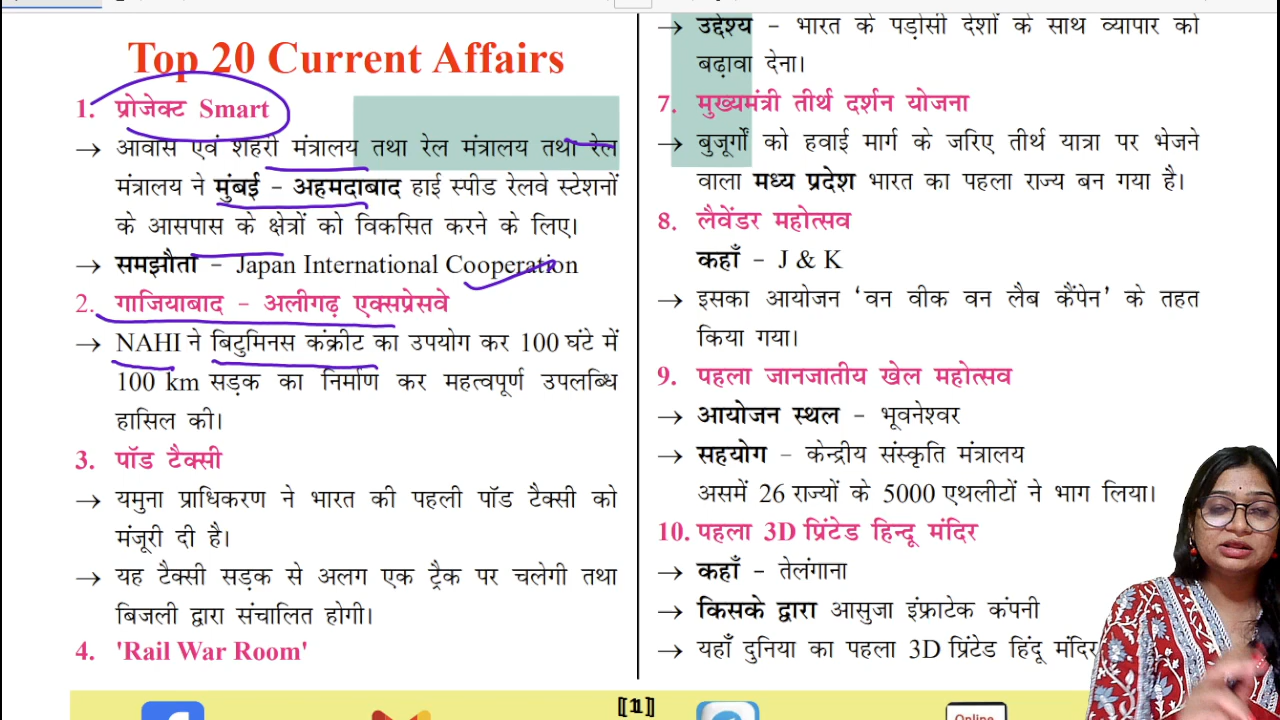 Top 20 Current Affairs
1. प्रोजेक्ट Smart
→ आवास एवं शहरी मंत्रालय तथा रेल मंत्रालय तथा रेल
मंत्रालय ने मुंबई - अहमदाबाद हाई स्पीड रेलवे स्टेशनों
के आसपास के क्षेत्रों को विकसित करने के लिए।
→ समझौता - Japan International Cooperation
2. गाजियाबाद - अलीगढ़ एक्सप्रेसवे
→ NAHI ने बिटुमिनस कंक्रीट का उपयोग कर 100 घंटे में
100 km सड़क का निर्माण कर महत्वपूर्ण उपलब्धि
हासिल की।
3. पॉड टैक्सी
→ यमुना प्राधिकरण ने भारत की पहली पॉड टैक्सी को
मंजूरी दी है।
→ यह टैक्सी सड़क से अलग एक ट्रैक पर चलेगी तथा
बिजली द्वारा संचालित होगी।
4. 'Rail War Room'
→ उद्देश्य - भारत के पड़ोसी देशों के साथ व्यापार को
बढ़ावा देना।
7. मुख्यमंत्री तीर्थ दर्शन योजना
→ बुजूर्गों को हवाई मार्ग के जरिए तीर्थ यात्रा पर भेजने
वाला मध्य प्रदेश भारत का पहला राज्य बन गया है।
8. लैवेंडर महोत्सव
कहाँ - J & K
→ इसका आयोजन ‘वन वीक वन लैब कैंपेन’ के तहत
किया गया।
9. पहला जानजातीय खेल महोत्सव
→ आयोजन स्थल - भूवनेश्वर
→ सहयोग - केन्द्रीय संस्कृति मंत्रालय
असमें 26 राज्यों के 5000 एथलीटों ने भाग लिया।
10. पहला 3D प्रिंटेड हिन्दू मंदिर
→ कहाँ - तेलंगाना
→ किसके द्वारा आसुजा इंफ्राटेक कंपनी
→ यहाँ दुनिया का पहला 3D प्रिंटेड हिंदू मंदिर
[1]
Online